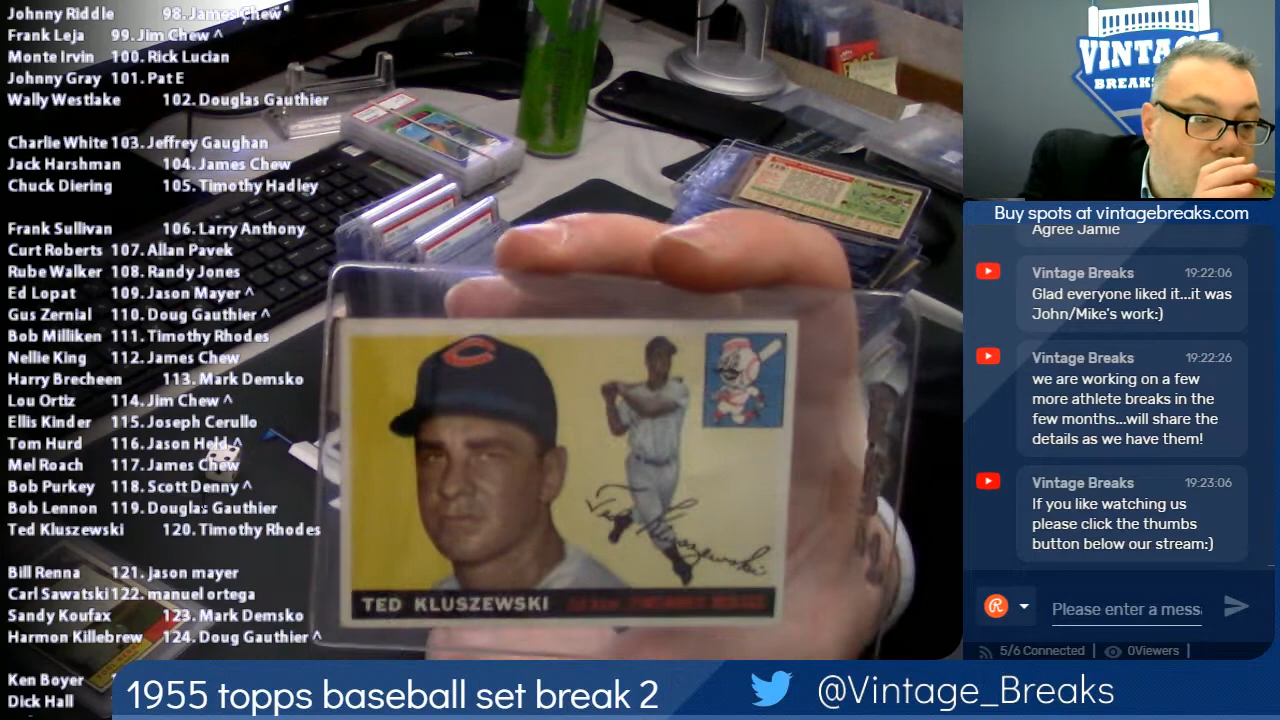 Johnny Riddle 98. James Chew
Frank Leja 99. Jim Chew ^
Monte Irvin 100. Rick Lucian
Johnny Gray 101. Pat E
Wally Westlake 102. Douglas Gauthier
Charlie White 103. Jeffrey Gaughan
Jack Harshman 104. James Chew
Chuck Diering 105. Timothy Hadley
Frank Sullivan 106. Larry Anthony
Curt Roberts 107. Allan Pavek
Rube Walker 108. Randy Jones
Ed Lopat 109. Jason Mayer ^
Gus Zernial 110. Doug Gauthier ^
Bob Milliken 111. Timothy Rhodes
Nellie King 112. James Chew
Harry Brecheen 113. Mark Demsko
Lou Ortiz 114. Jim Chew ^
Ellis Kinder 115. Joseph Cerullo
Tom Hurd 116. Jason Held ^
Mel Roach 117. James Chew
Bob Purkey 118. Scott Denny ^
Bob Lennon 119. Douglas Gauthier
Ted Kluszewski 120. Timothy Rhodes
Bill Renna 121. Jason mayer
Carl Sawatski 122. manuel ortega
Sandy Koufax 123. Mark Demsko
Harmon Killebrew 124. Doug Gauthier ^
Ken Boyer
Dick Hall
C
Ted Kluszewski
TED KLUSZEWSKI
VINTAGE
BREAKS
Buy spots at vintagebreaks.com
Agree Jamie
Vintage Breaks 19:22:06
Glad everyone liked it...it was
John/Mike's work:)
Vintage Breaks 19:22:26
we are working on a few
more athlete breaks in the
few months...will share the
details as we have them!
Vintage Breaks 19:23:06
If you like watching us
please click the thumbs
button below our stream:)
R
Please enter a messa
5/6 Connected | 0Viewers |
1955 topps baseball set break 2
@Vintage_Breaks